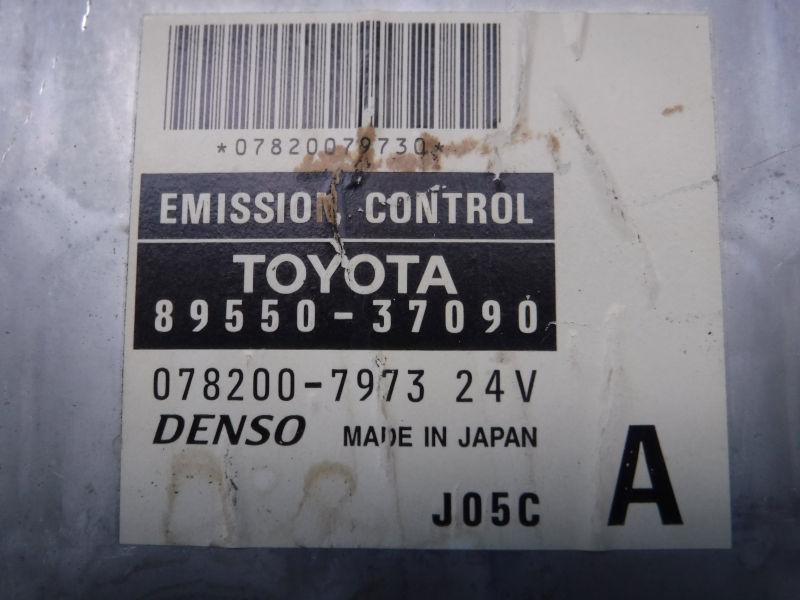 *07820079730*
EMISSION CONTROL
TOYOTA
89550-37090
078200-7973 24V
DENSO MADE IN JAPAN
J05C A